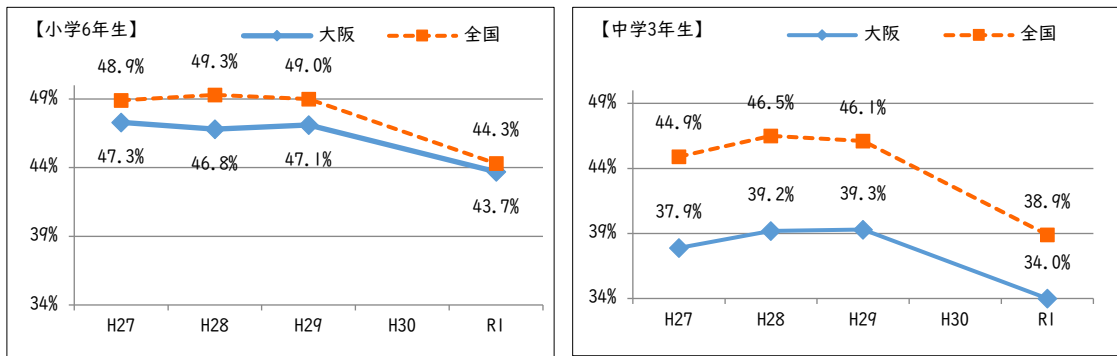 【小学6年生】
大阪
全国
48.9%
49.3%
49.0%
49%
44.3%
47.3%
46.8%
47.1%
44%
43.7%
39%
34%
H27
H28
H29
H30
R1
【中学3年生】
大阪
全国
49%
44.9%
46.5%
46.1%
44%
37.9%
39.2%
39.3%
38.9%
39%
34.0%
34%
H27
H28
H29
H30
R1